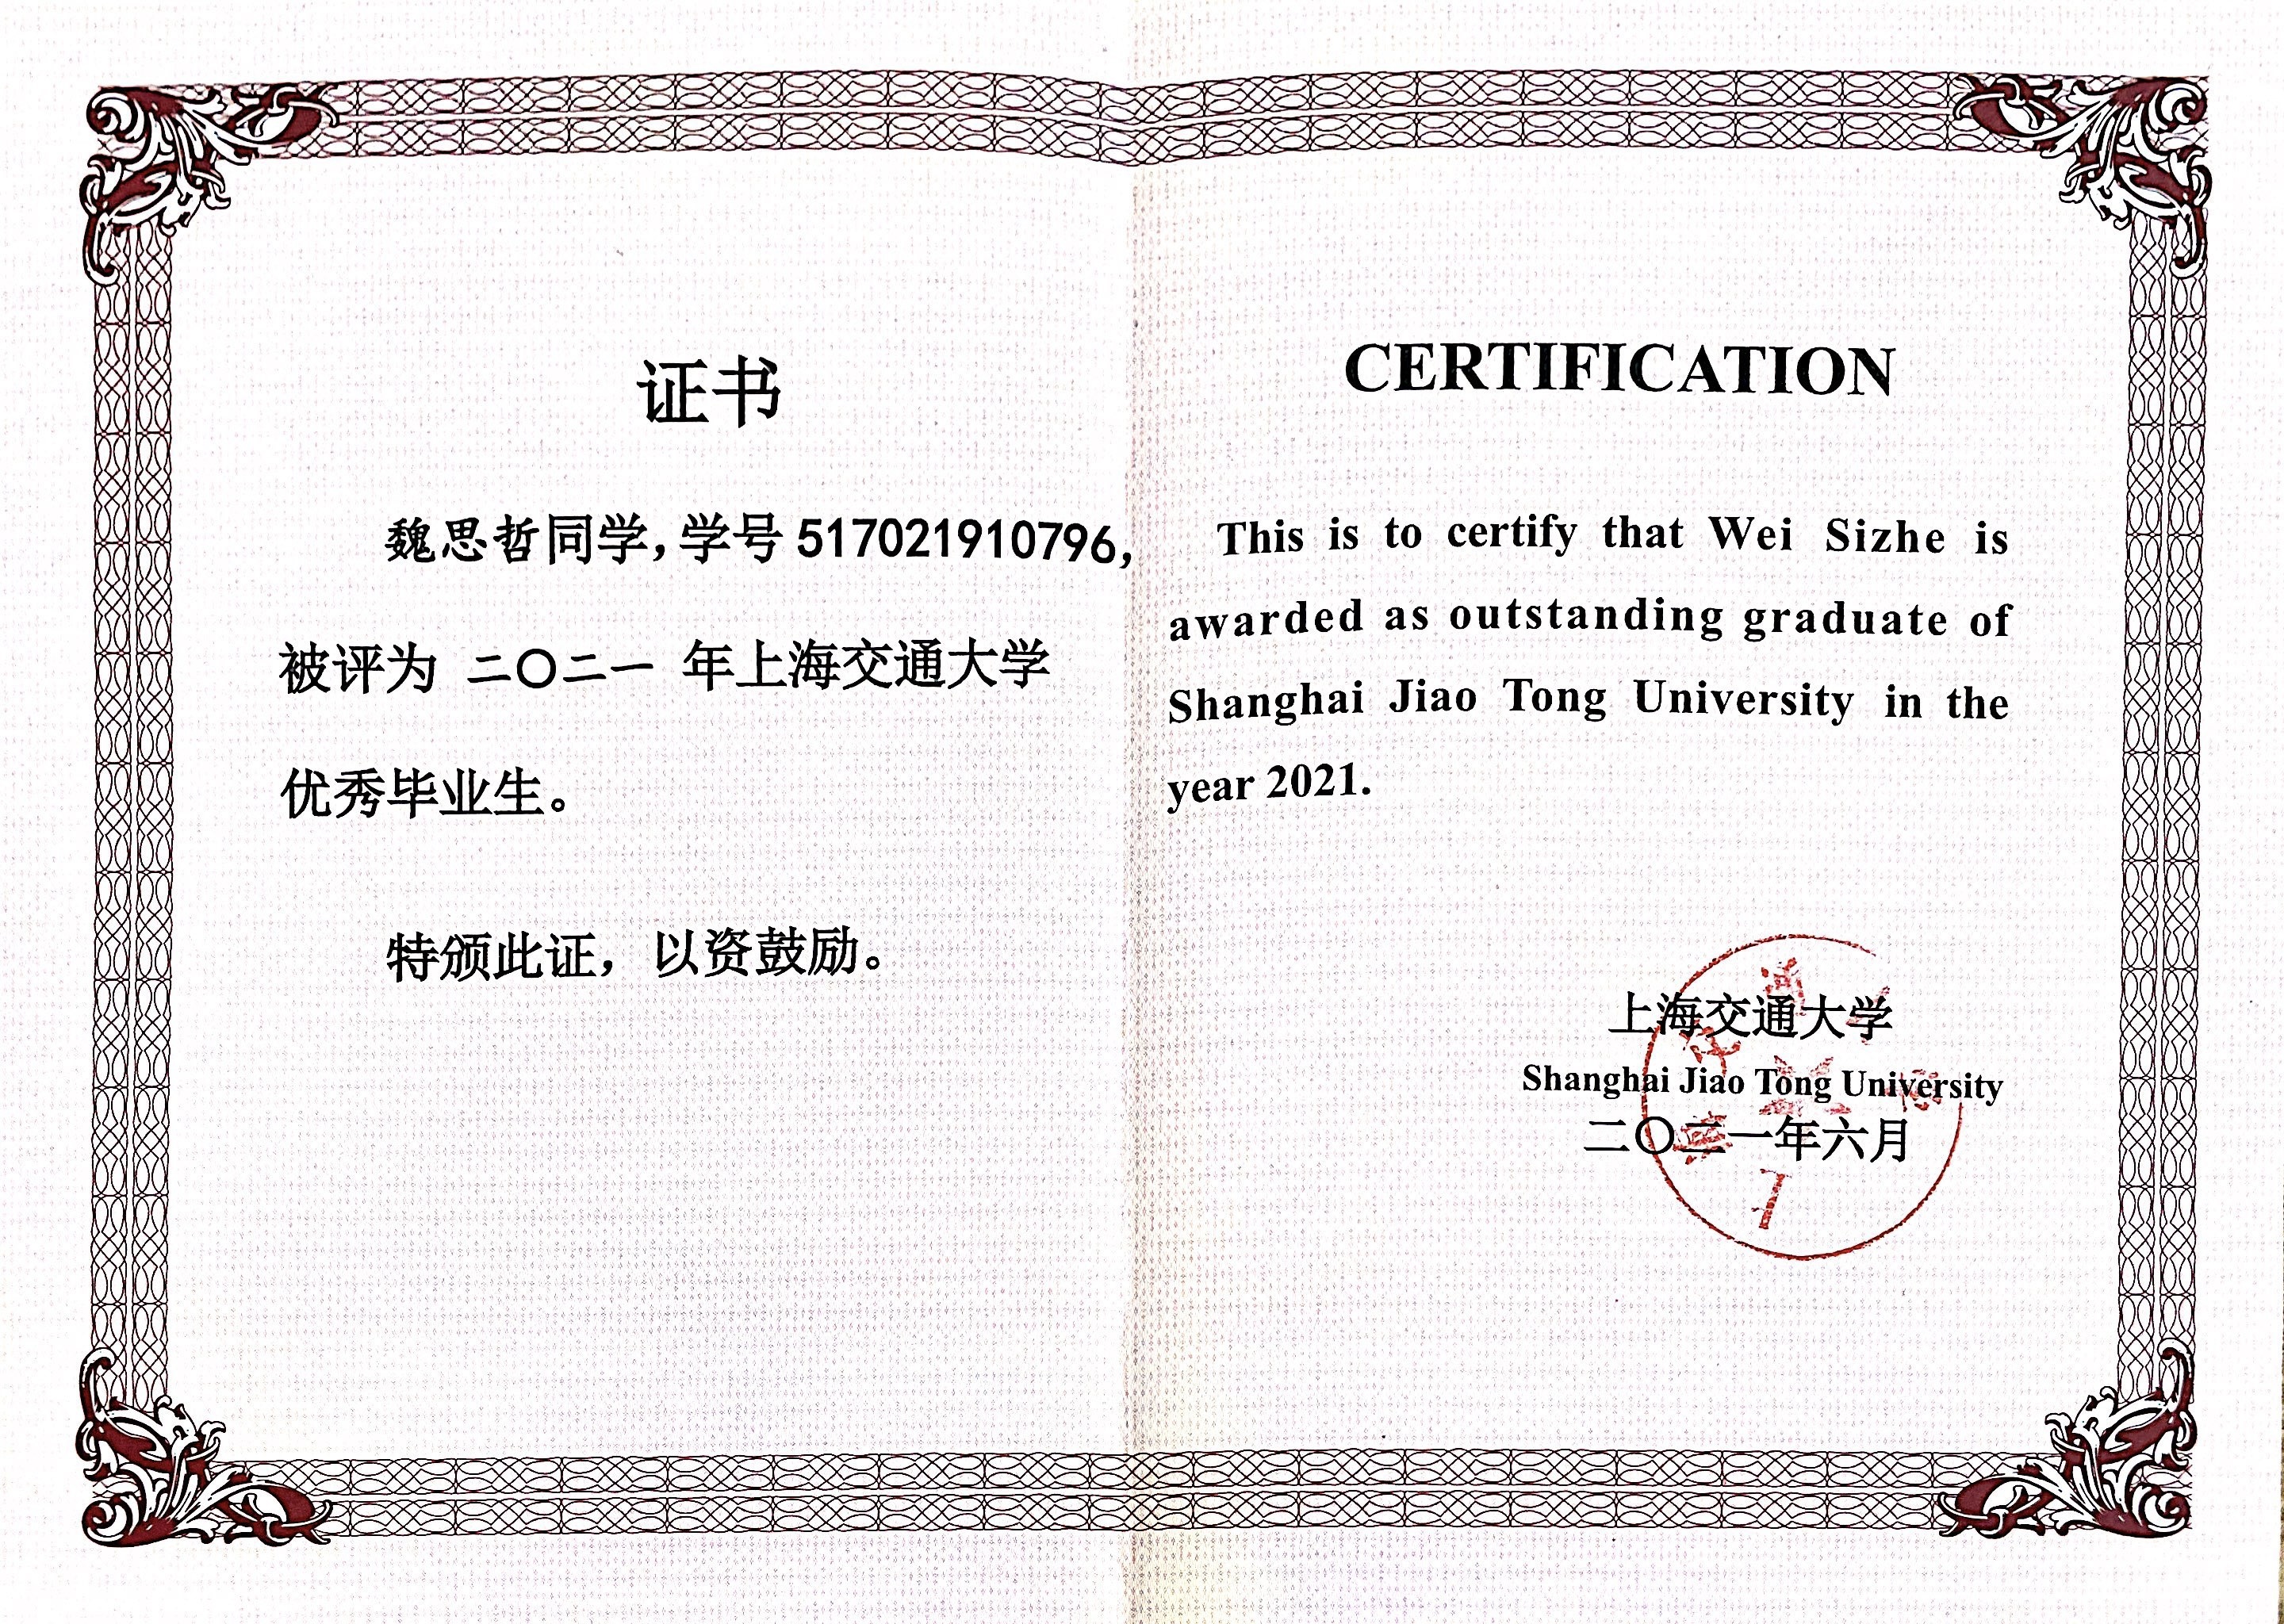 证书
魏思哲同学,学号 517021910796,
被评为 二〇二一 年上海交通大学
优秀毕业生。
特颁此证，以资鼓励。
CERTIFICATION
This is to certify that Wei Sizhe is
awarded as outstanding graduate of
Shanghai Jiao Tong University in the
year 2021.
上海交通大学
Shanghai Jiao Tong University
二〇二一年六月